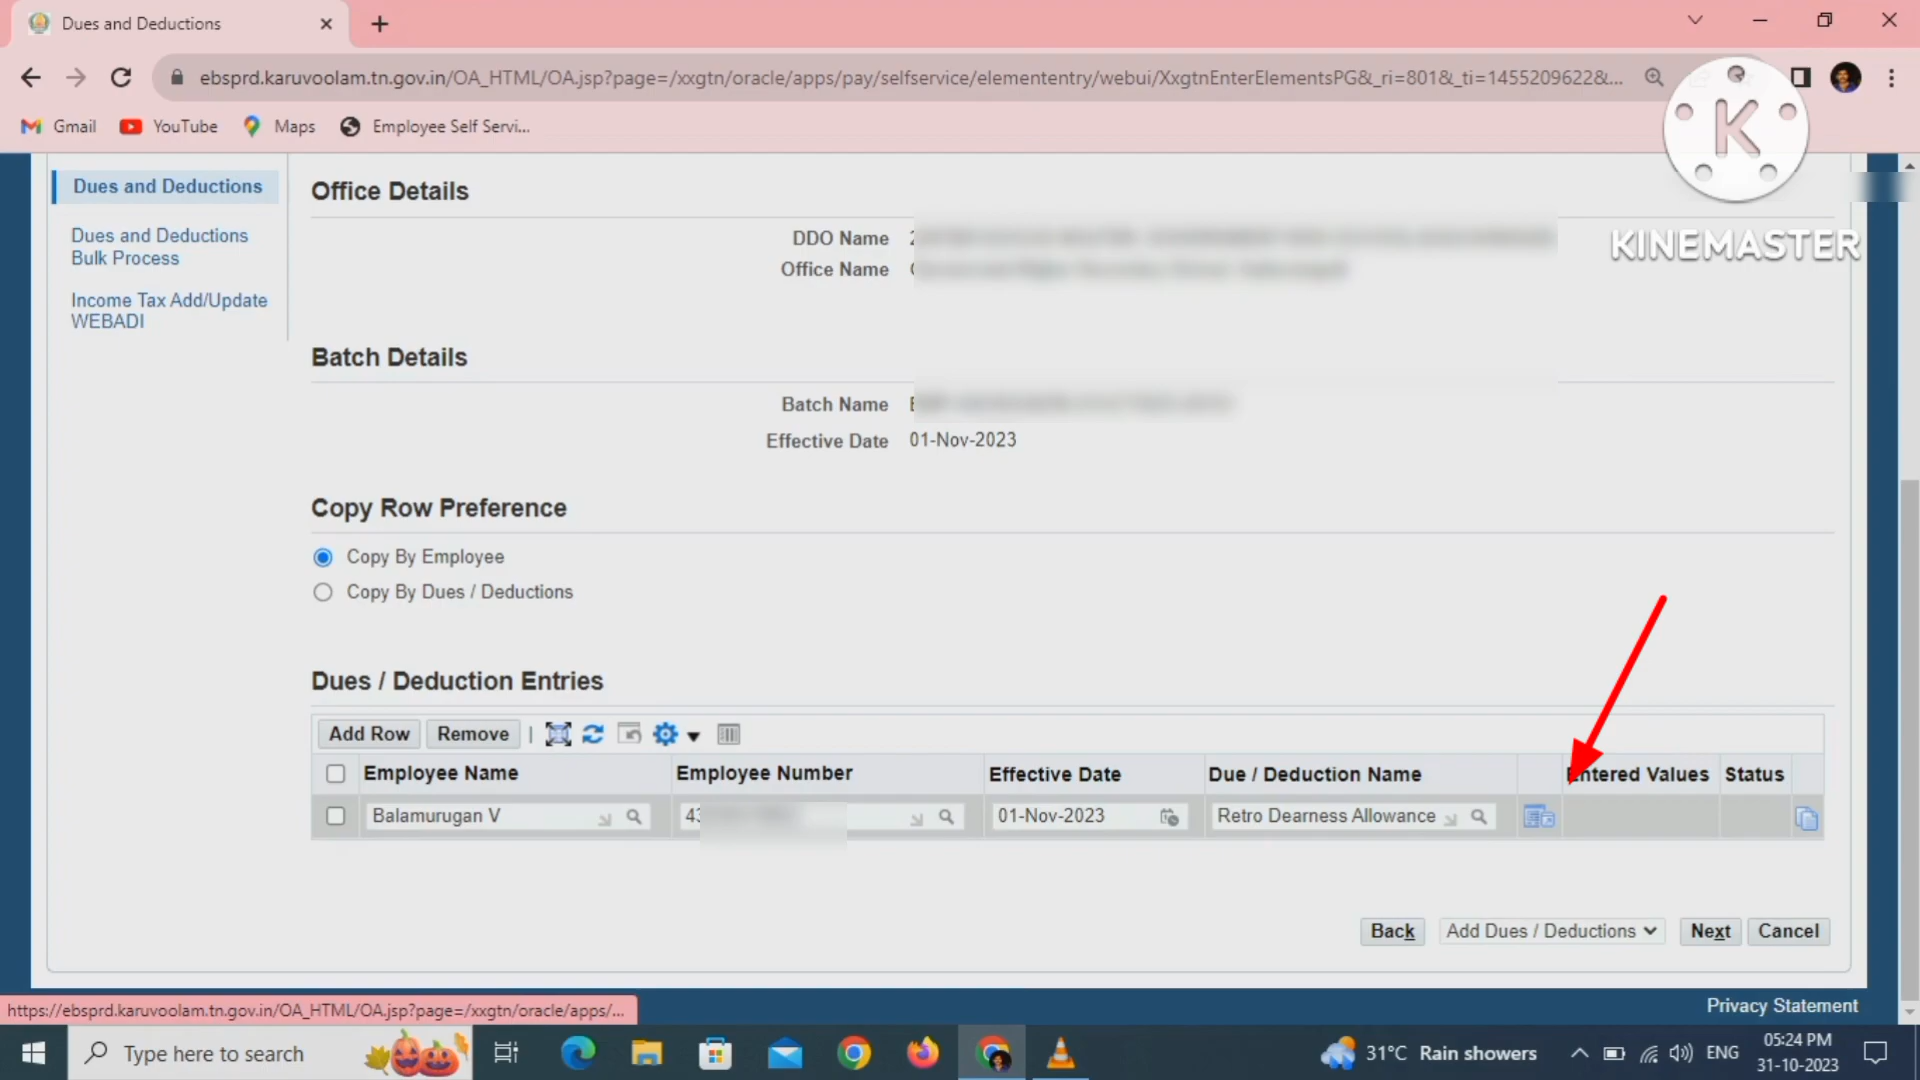 Dues and Deductions
ebsprd.karuvoolam.tn.gov.in/OA_HTML/OA.jsp?page=/xxgtn/oracle/apps/pay/selfservice/elemententry/webui/XxgtnEnterElementsPG&_ri=801&_ti=1455209622&...
Gmail YouTube Maps Employee Self Servi...
K
KINEMASTER
Dues and Deductions
Dues and Deductions
Bulk Process
Income Tax Add/Update
WEBADI
Office Details
DDO Name
Office Name
Batch Details
Batch Name
Effective Date 01-Nov-2023
Copy Row Preference
Copy By Employee
Copy By Dues / Deductions
Dues / Deduction Entries
Add Row Remove
Employee Name Employee Number Effective Date Due / Deduction Name Entered Values Status
Balamurugan V 43 01-Nov-2023 Retro Dearness Allowance
Back Add Dues / Deductions Next Cancel
Privacy Statement
https://ebsprd.karuvoolam.tn.gov.in/OA_HTML/OA.jsp?page=/xxgtn/oracle/apps/...
Type here to search 31°C Rain showers ENG 05:24 PM
31-10-2023